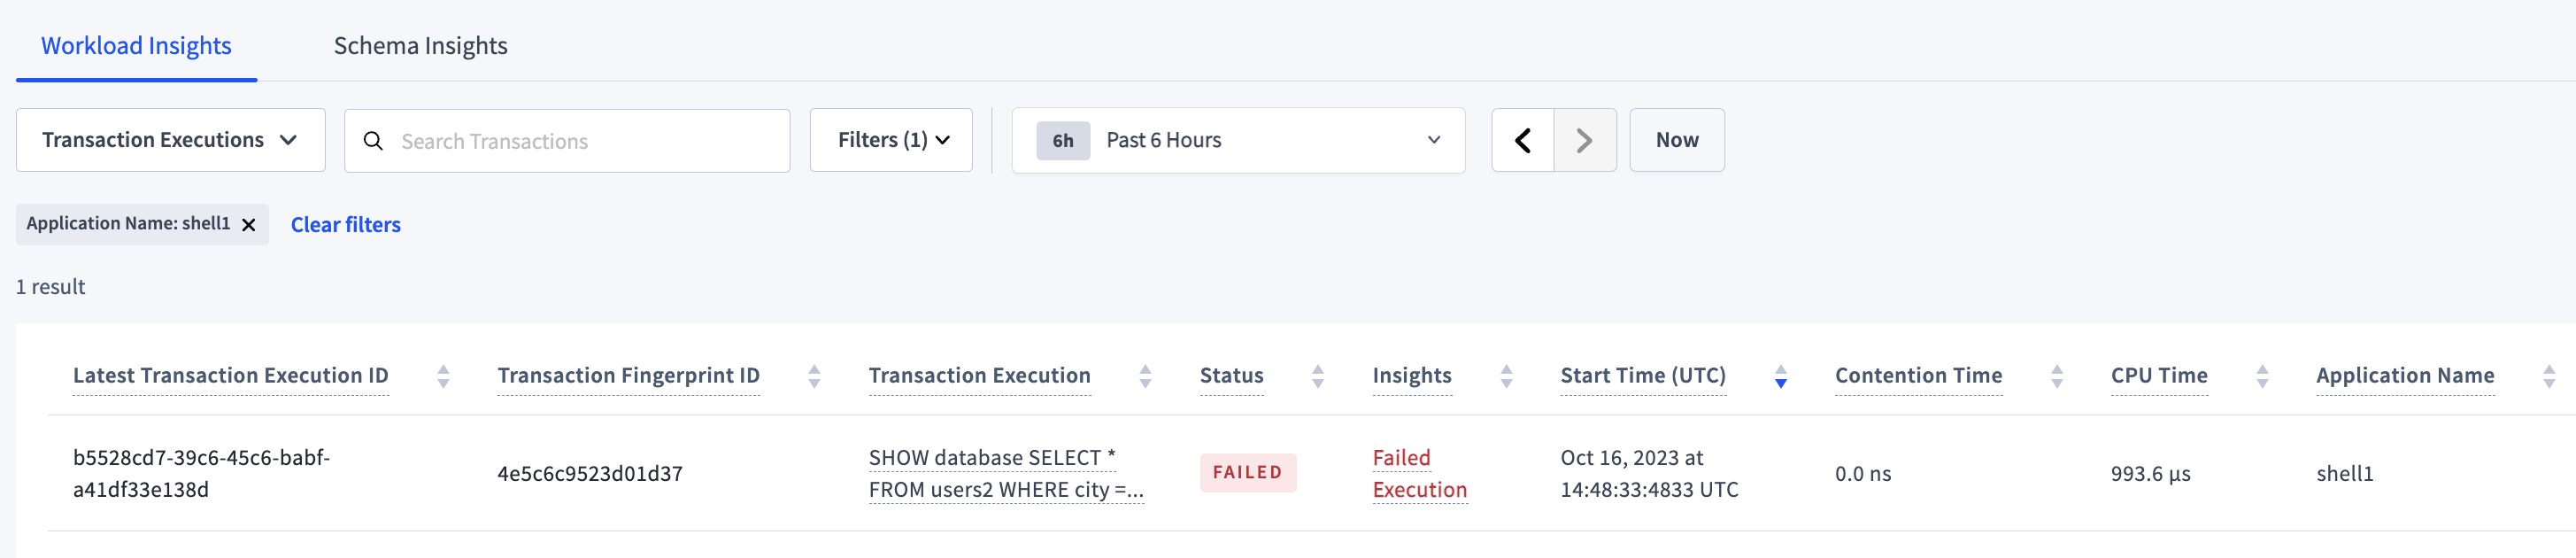 Workload Insights Schema Insights
Transaction Executions Search Transactions Filters (1) 6h Past 6 Hours Now
Application Name: shell1 Clear filters
1 result
Latest Transaction Execution ID Transaction Fingerprint ID Transaction Execution Status Insights Start Time (UTC) Contention Time CPU Time Application Name
b5528cd7-39c6-45c6-babf-
a41df33e138d
4e5c6c9523d01d37
SHOW database SELECT *
FROM users2 WHERE city =...
FAILED
Failed
Execution
Oct 16, 2023 at
14:48:33:4833 UTC
0.0 ns
993.6 µs
shell1